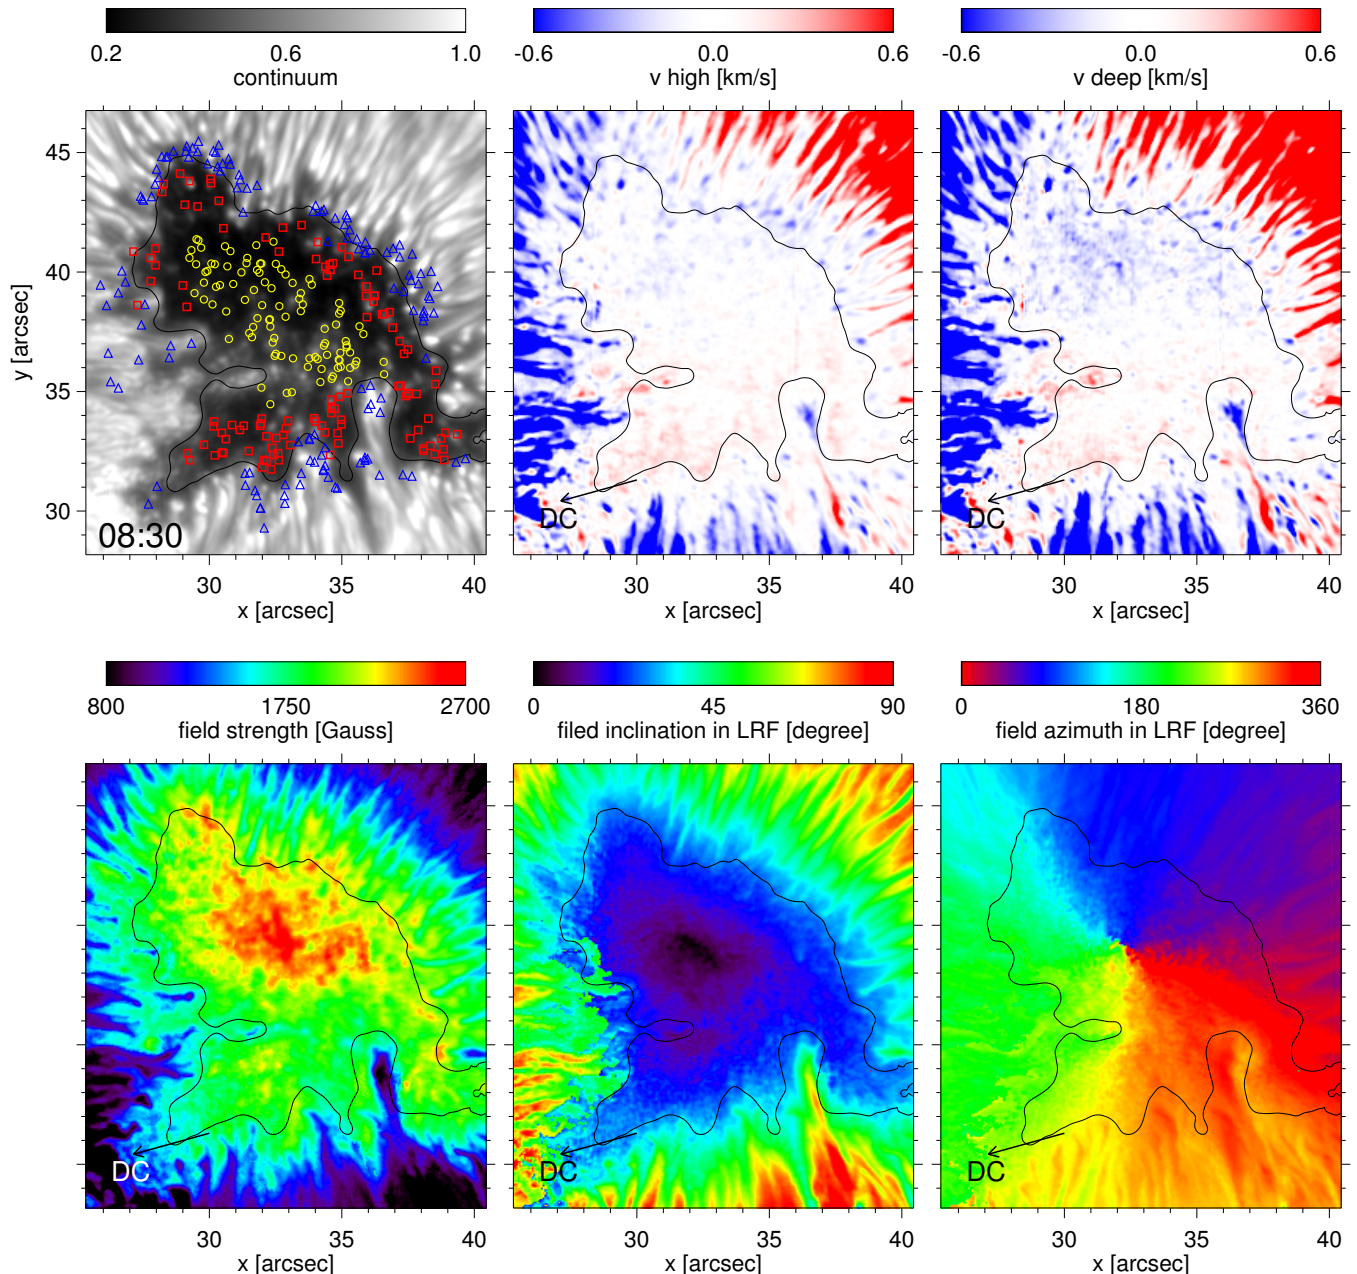 0.2 0.6 1.0
continuum
-0.6 0.0 0.6
v high [km/s]
-0.6 0.0 0.6
v deep [km/s]
45
40
35
30
y [arcsec]
08:30
DC
DC
30 35 40
x [arcsec]
30 35 40
x [arcsec]
30 35 40
x [arcsec]
800 1750 2700
field strength [Gauss]
0 45 90
filed inclination in LRF [degree]
0 180 360
field azimuth in LRF [degree]
DC
DC
DC
30 35 40
x [arcsec]
30 35 40
x [arcsec]
30 35 40
x [arcsec]